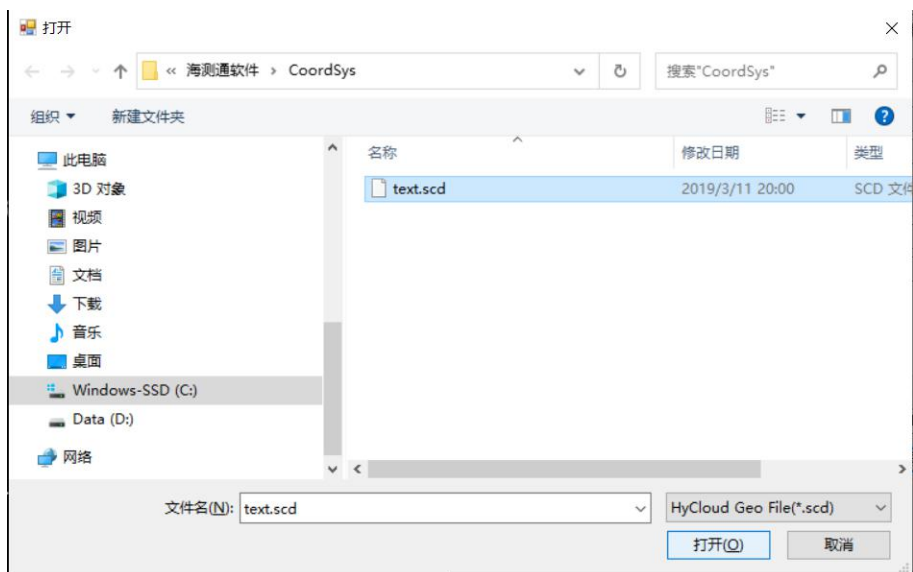 打开
« 海测通软件 › CoordSys
搜索"CoordSys"
组织
新建文件夹
此电脑
3D 对象
视频
图片
文档
下载
音乐
桌面
Windows-SSD (C:)
Data (D:)
网络
名称 修改日期 类型
text.scd 2019/3/11 20:00 SCD 文件
文件名(N): text.scd
HyCloud Geo File(*.scd)
打开(O) 取消